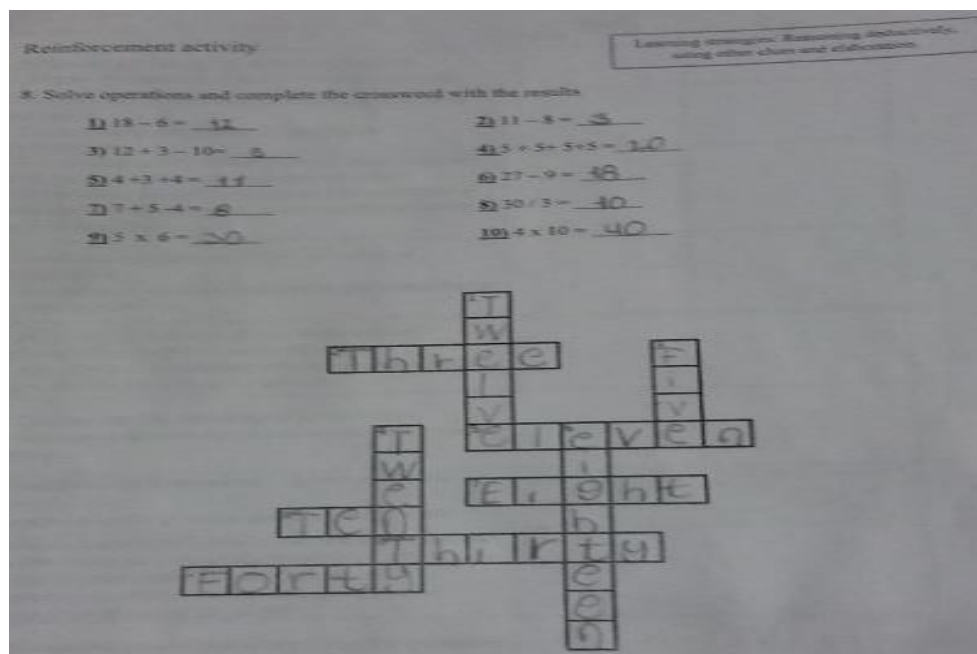 Reinforcement activity
Learning strategies: Reasoning deductively,
using other clues and elaboration
8. Solve operations and complete the crossword with the results
1) 18 – 6 = 12
2) 11 – 8 = 3
3) 12 + 3 – 10= 5
4) 5 + 5+ 5+5 = 20
5) 4 +3 +4 = 11
6) 27 – 9 = 18
7) 7 + 5 -4 = 8
8) 30 / 3 = 10
9) 5 x 6 = 30
10) 4 x 10 = 40
Twelve
Three
Five
eleven
Twenty
eighteen
Eight
Ten
Thirty
Forty